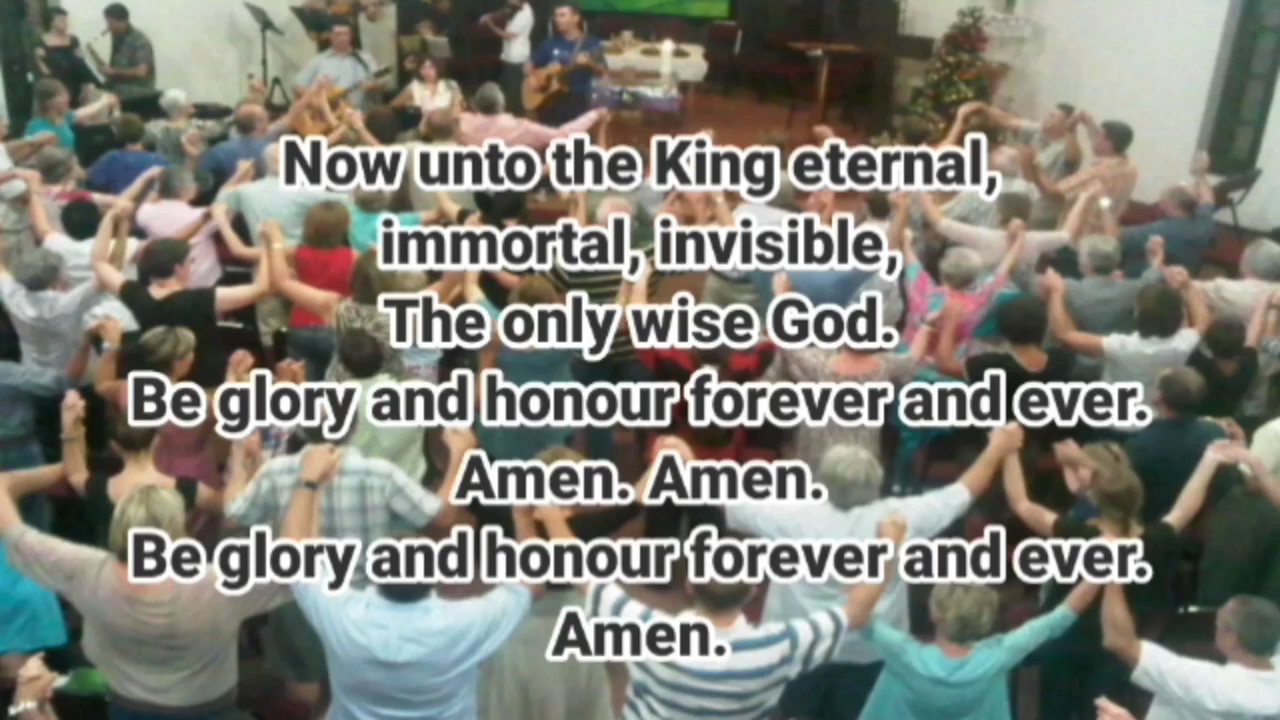 Now unto the King eternal,
immortal, invisible,
The only wise God.
Be glory and honour forever and ever.
Amen. Amen.
Be glory and honour forever and ever.
Amen.